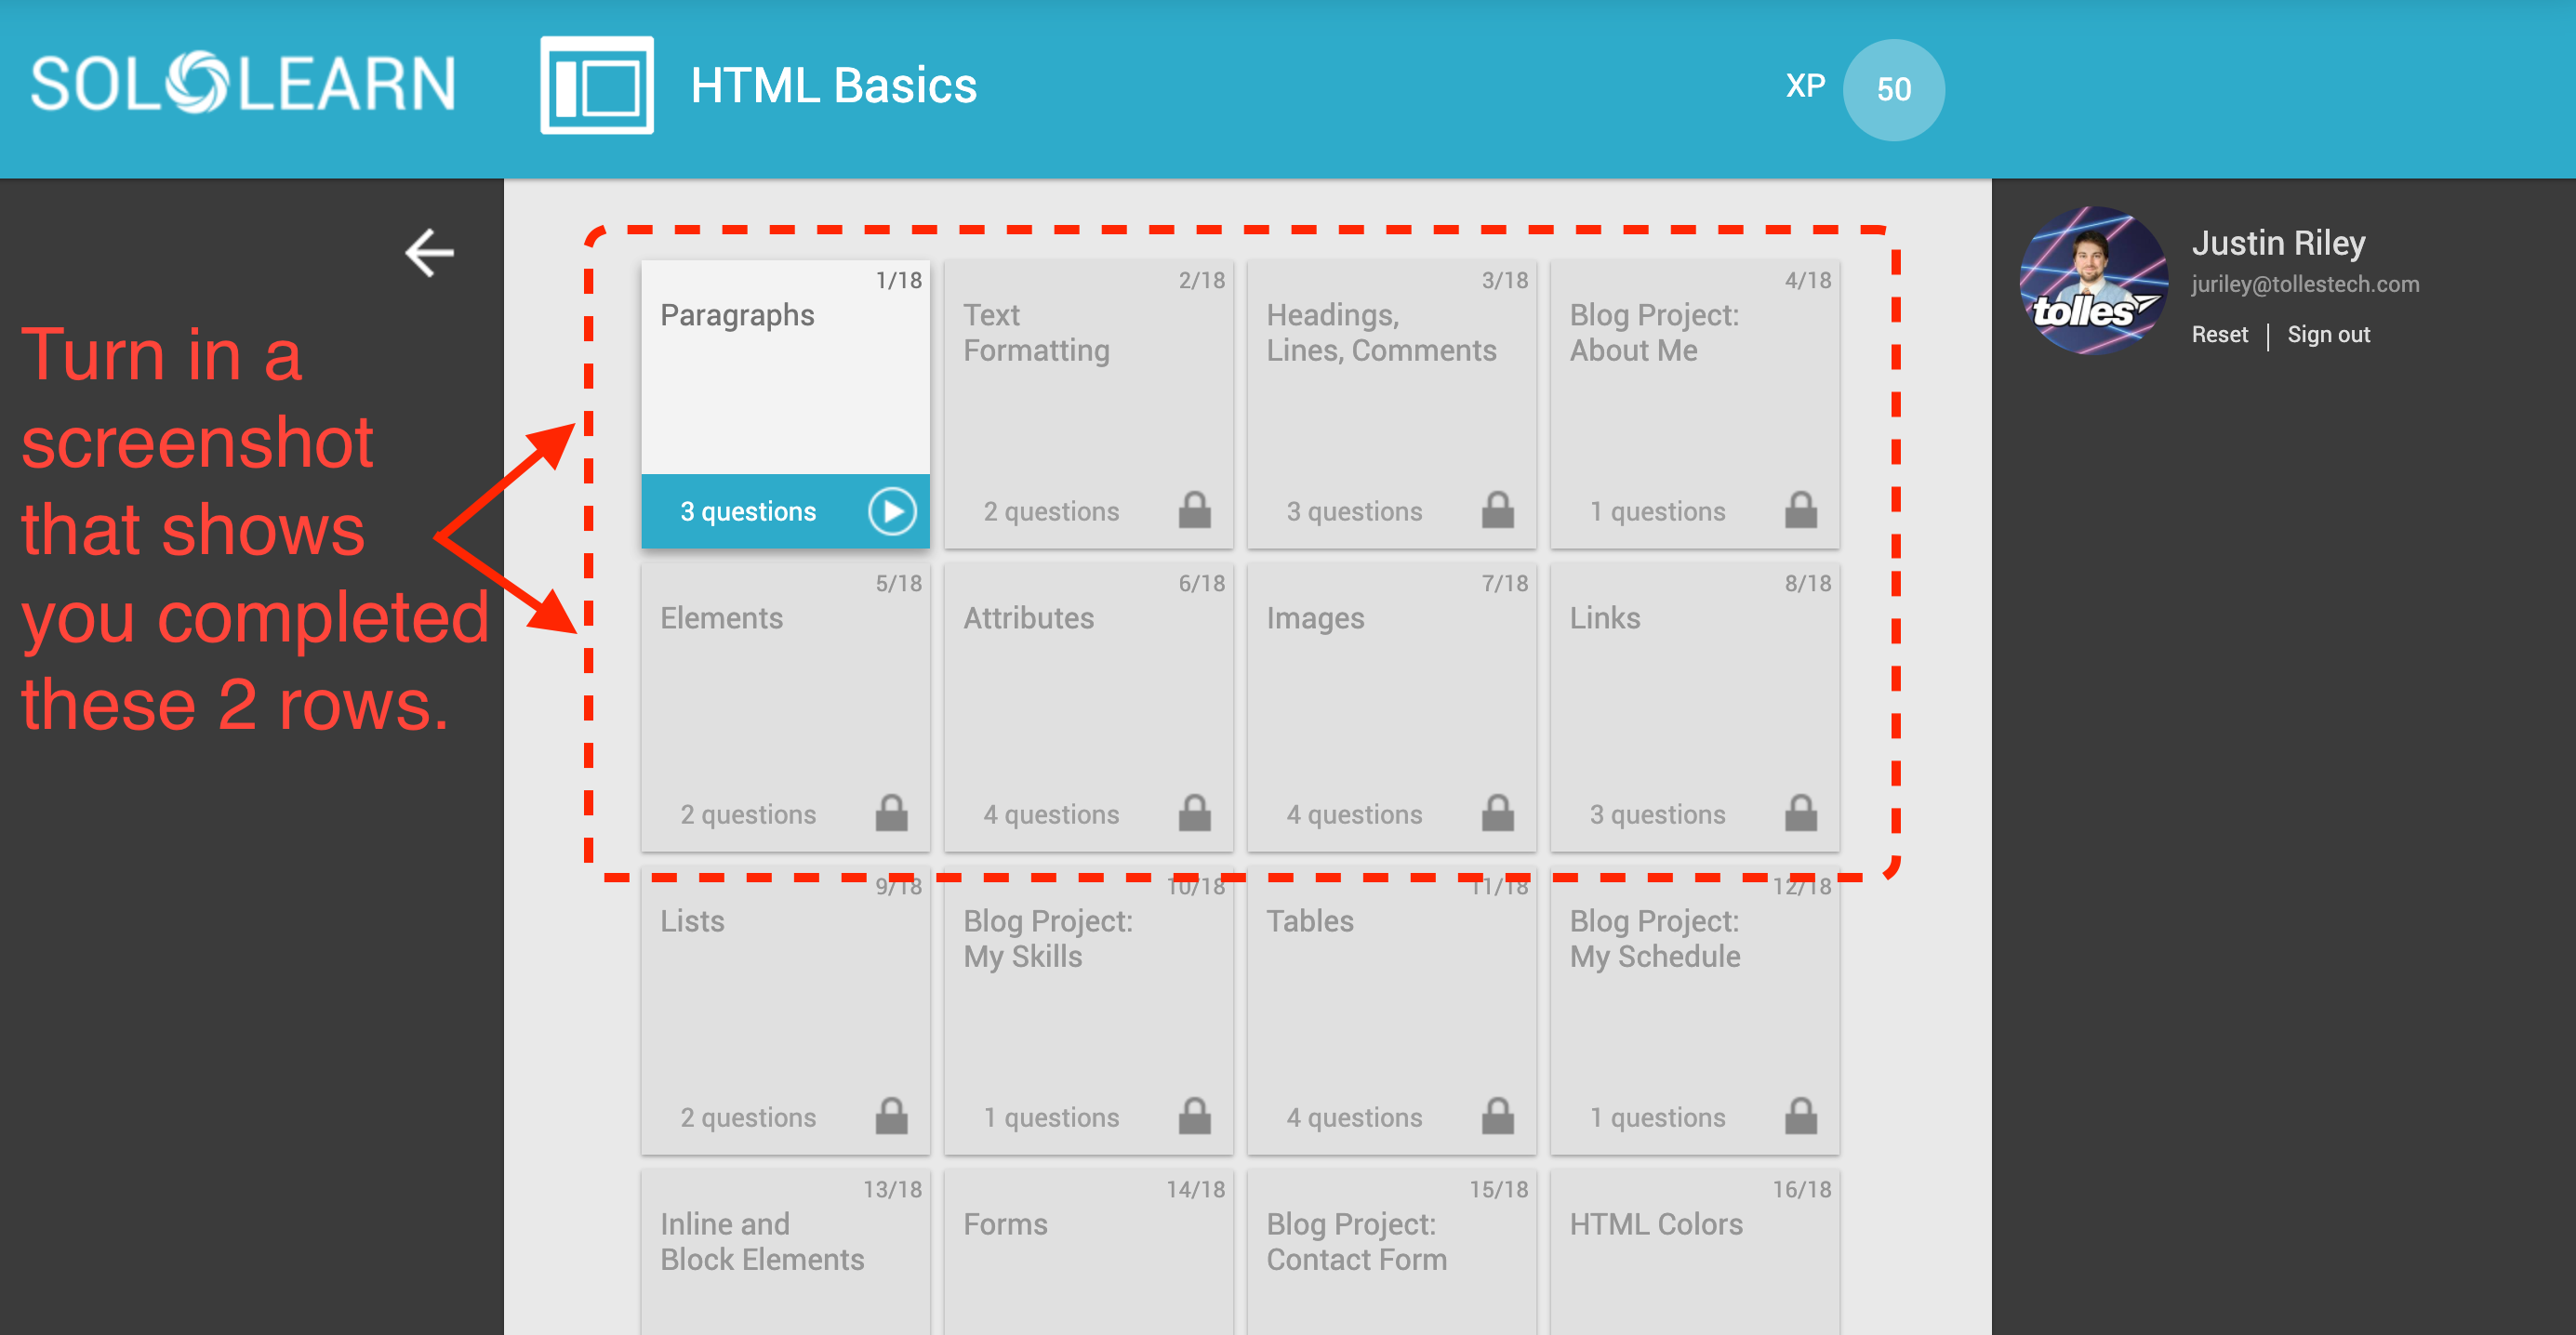 SOLOLEARN
HTML Basics
XP 50
Turn in a
screenshot
that shows
you completed
these 2 rows.
1/18
Paragraphs
3 questions
2/18
Text
Formatting
2 questions
3/18
Headings,
Lines, Comments
3 questions
4/18
Blog Project:
About Me
1 questions
5/18
Elements
2 questions
6/18
Attributes
4 questions
7/18
Images
4 questions
8/18
Links
3 questions
9/18
Lists
2 questions
10/18
Blog Project:
My Skills
1 questions
11/18
Tables
4 questions
12/18
Blog Project:
My Schedule
1 questions
13/18
Inline and
Block Elements
14/18
Forms
15/18
Blog Project:
Contact Form
16/18
HTML Colors
tolles
Justin Riley
juriley@tollestech.com
Reset | Sign out